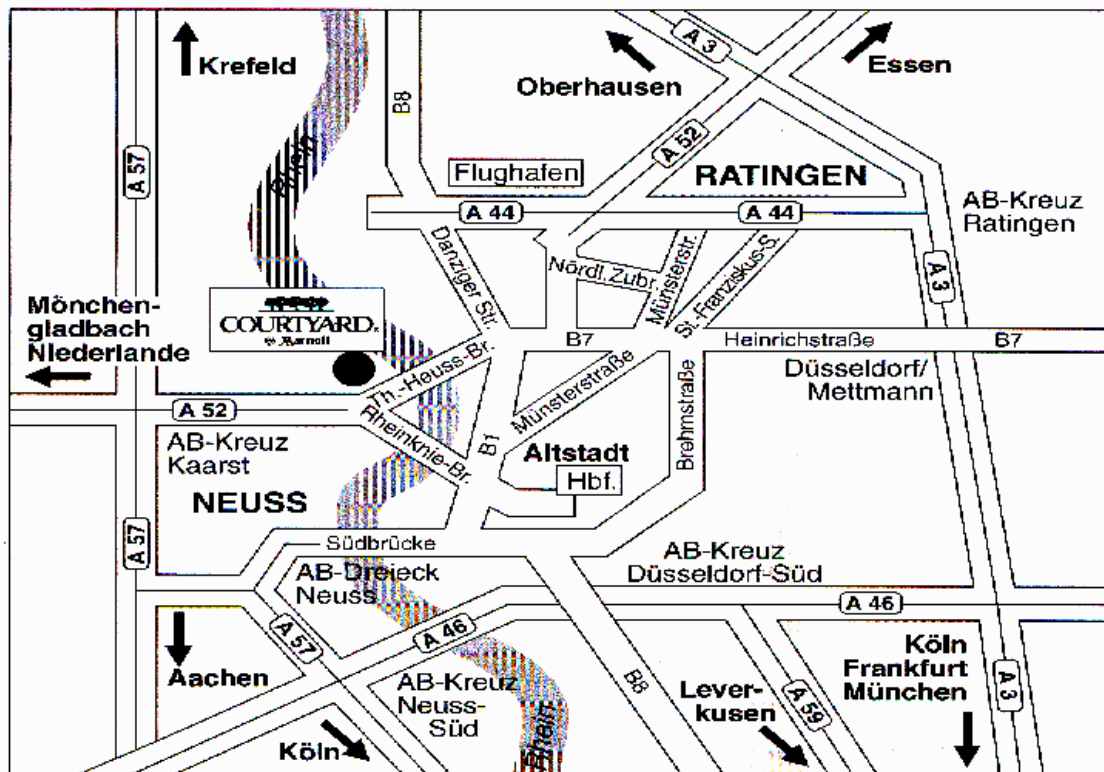 Krefeld
Oberhausen
Essen
A 3
B8
A 57
Rhein
A 52
Flughafen
RATINGEN
A 44
A 44
AB-Kreuz
Ratingen
Danziger Str.
Nördl. Zubr.
Münsterstr.
St.-Franziskus-S.
A 3
Mönchen-
gladbach
Niederlande
COURTYARD
by Marriott
B7
Heinrichstraße
B7
Th.-Heuss-Br.
Münsterstraße
Düsseldorf/
Mettmann
A 52
Rheinknie-Br.
B1
Brehmstraße
AB-Kreuz
Kaarst
Altstadt
Hbf.
NEUSS
A 57
Südbrücke
AB-Kreuz
Düsseldorf-Süd
AB-Dreieck
Neuss
A 46
A 46
A 57
Aachen
AB-Kreuz
Neuss-
Süd
B8
Köln
Frankfurt
München
Lever-
kusen
A 59
A 3
Köln
Rhein